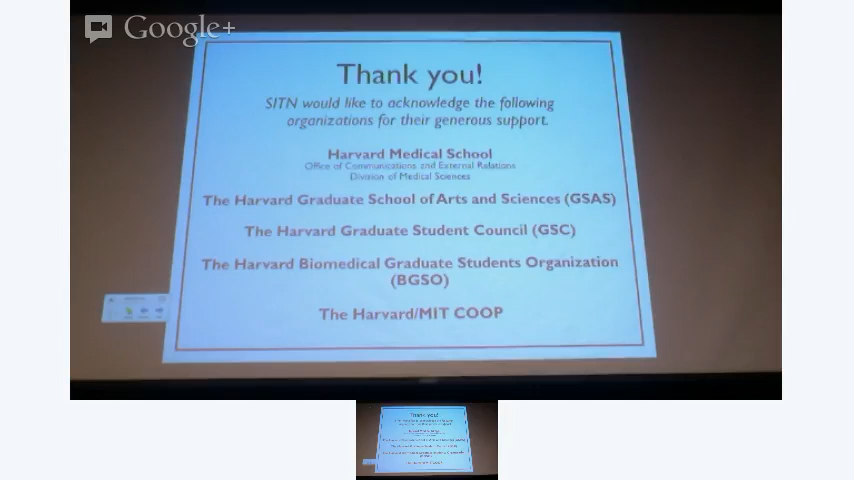 Google+
Thank you!
SITN would like to acknowledge the following
organizations for their generous support.
Harvard Medical School
Office of Communications and External Relations
Division of Medical Sciences
The Harvard Graduate School of Arts and Sciences (GSAS)
The Harvard Graduate Student Council (GSC)
The Harvard Biomedical Graduate Students Organization
(BGSO)
The Harvard/MIT COOP
Thank you!